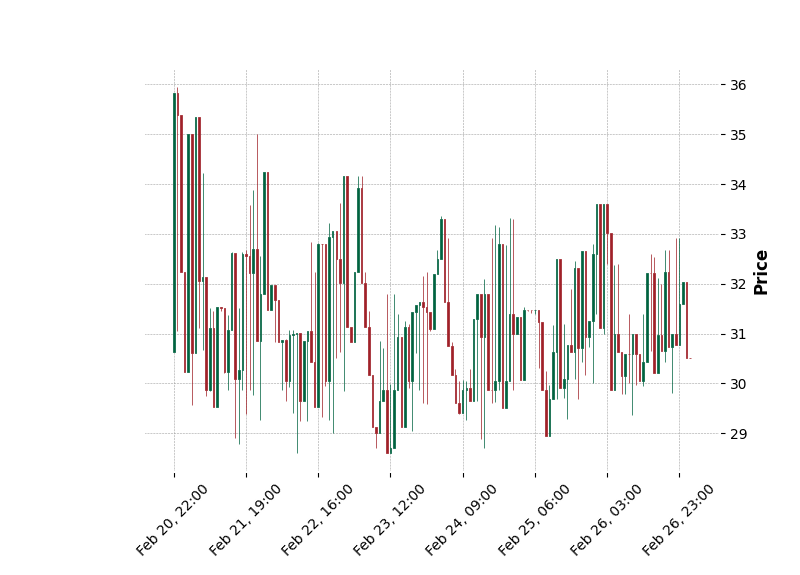 36
35
34
33
32
31
30
29
Price
Feb 20, 22:00
Feb 21, 19:00
Feb 22, 16:00
Feb 23, 12:00
Feb 24, 09:00
Feb 25, 06:00
Feb 26, 03:00
Feb 26, 23:00